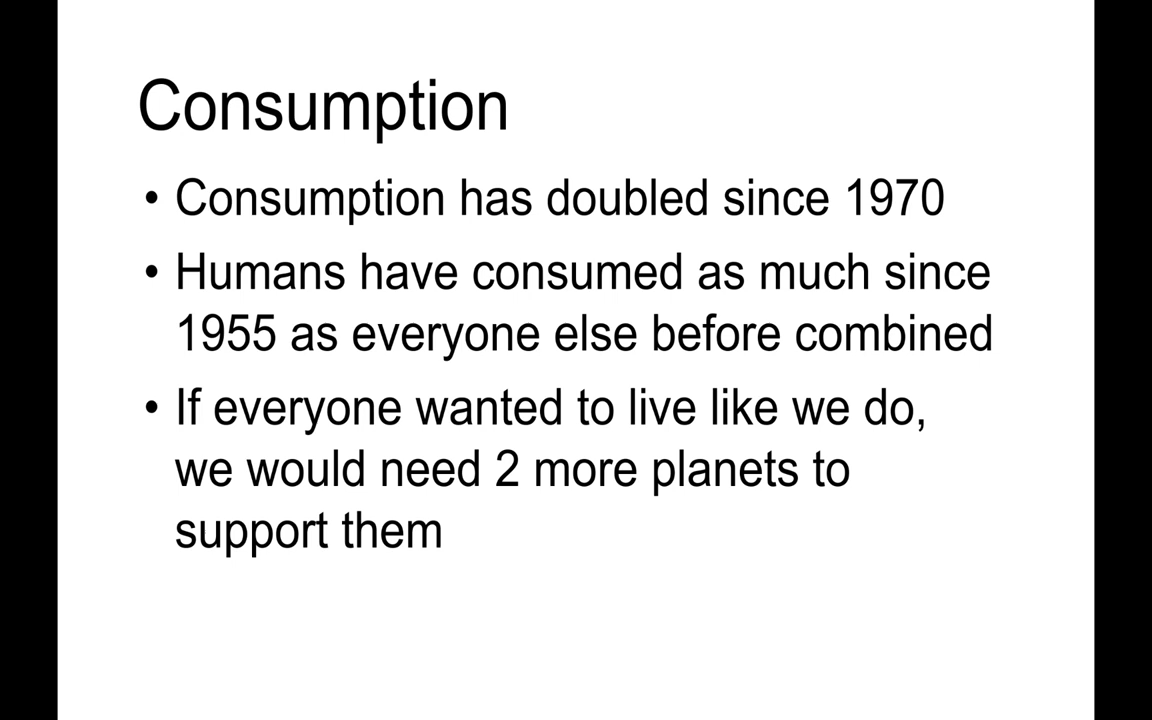 Consumption
• Consumption has doubled since 1970
• Humans have consumed as much since
1955 as everyone else before combined
• If everyone wanted to live like we do,
we would need 2 more planets to
support them